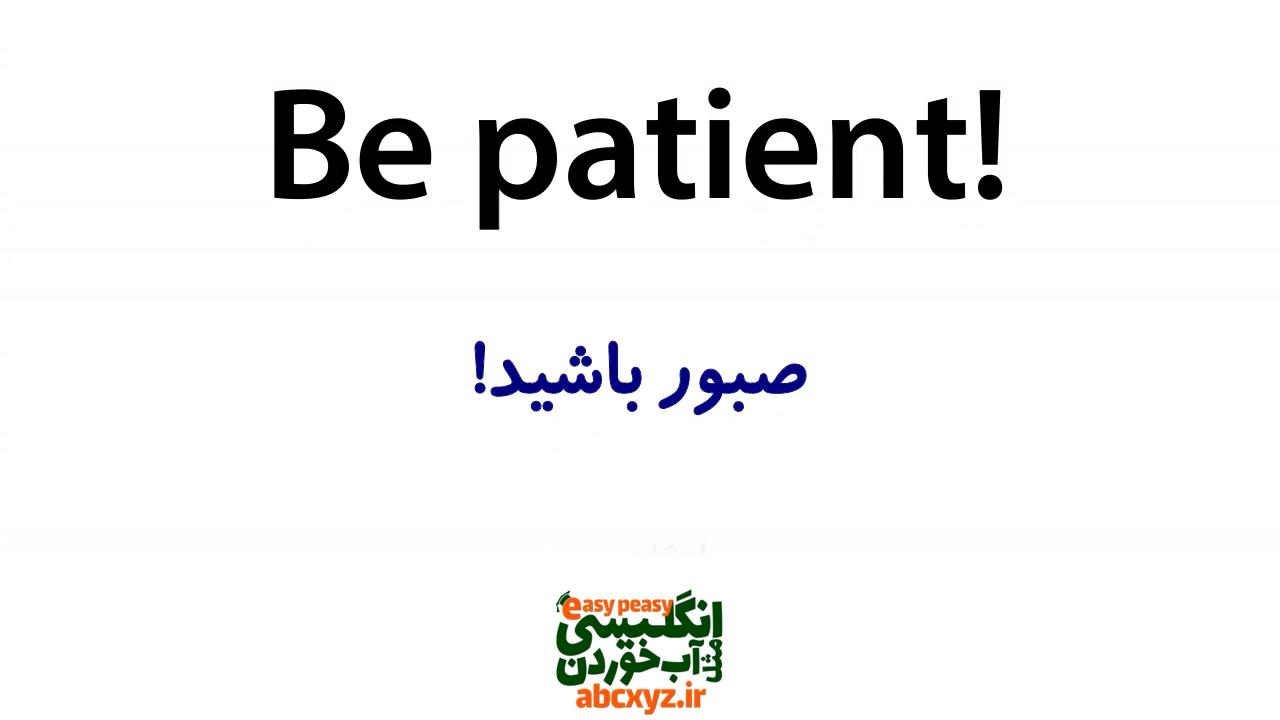 Be patient!
صبور باشید!
easy peasy
انگلیسی
مثل آب خوردن
abcxyz.ir